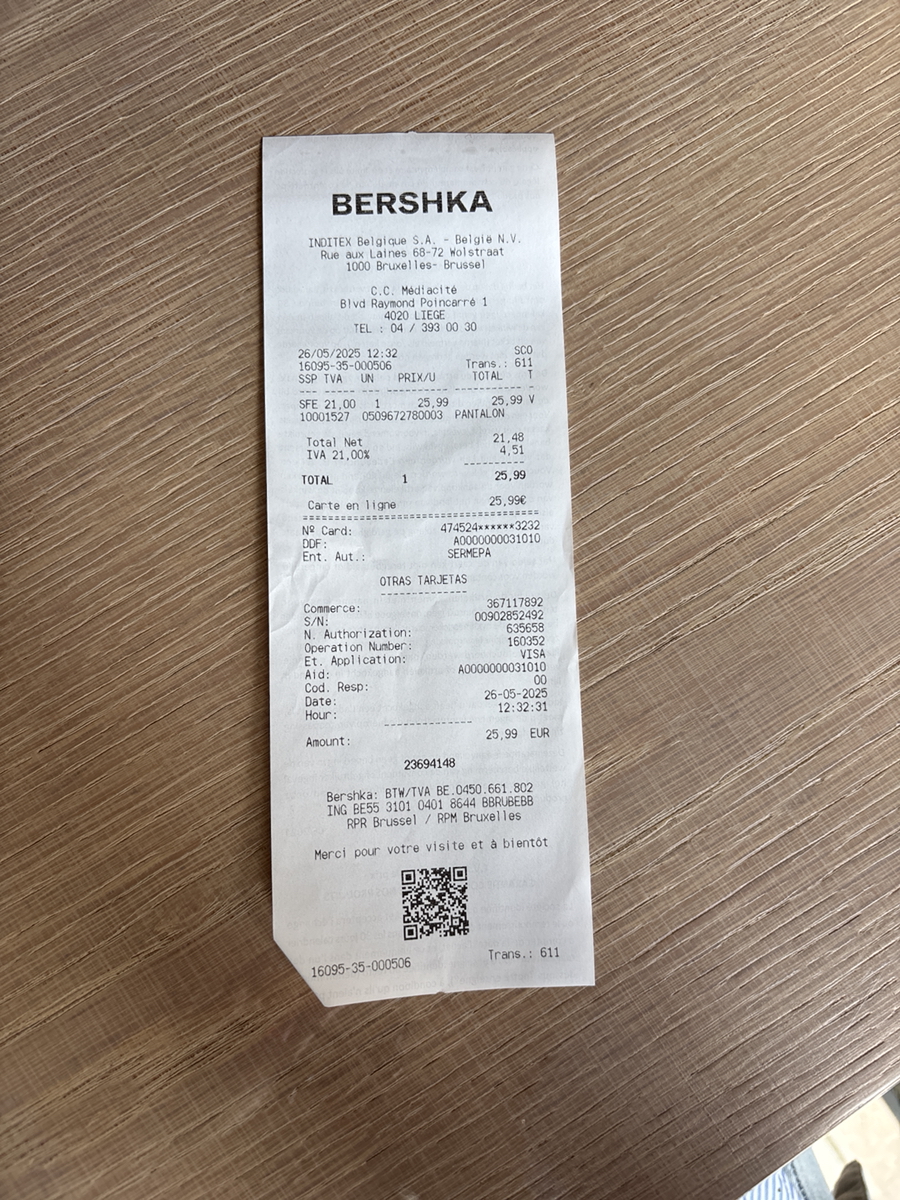 BERSHKA
INDITEX Belgique S.A. - België N.V.
Rue aux Laines 68-72 Wolstraat
1000 Bruxelles- Brussel
C.C. Médiacité
Blvd Raymond Poincarré 1
4020 LIEGE
TEL : 04 / 393 00 30
26/05/2025 12:32 SCO
16095-35-000506 Trans.: 611
SSP TVA UN PRIX/U TOTAL T
SFE 21,00 1 25,99 25,99 V
10001527 0509672780003 PANTALON
Total Net 21,48
IVA 21,00% 4,51
TOTAL 1 25,99
Carte en ligne 25,99€
Nº Card: 474524******3232
DDF: A0000000031010
Ent. Aut.: SERMEPA
OTRAS TARJETAS
Commerce: 367117892
S/N: 00902852492
N. Authorization: 635658
Operation Number: 160352
Et. Application: VISA
Aid: A0000000031010
Cod. Resp: 00
Date: 26-05-2025
Hour: 12:32:31
Amount: 25,99 EUR
23694148
Bershka: BTW/TVA BE.0450.661.802
ING BE55 3101 0401 8644 BBRUBEBB
RPR Brussel / RPM Bruxelles
Merci pour votre visite et à bientôt
16095-35-000506 Trans.: 611